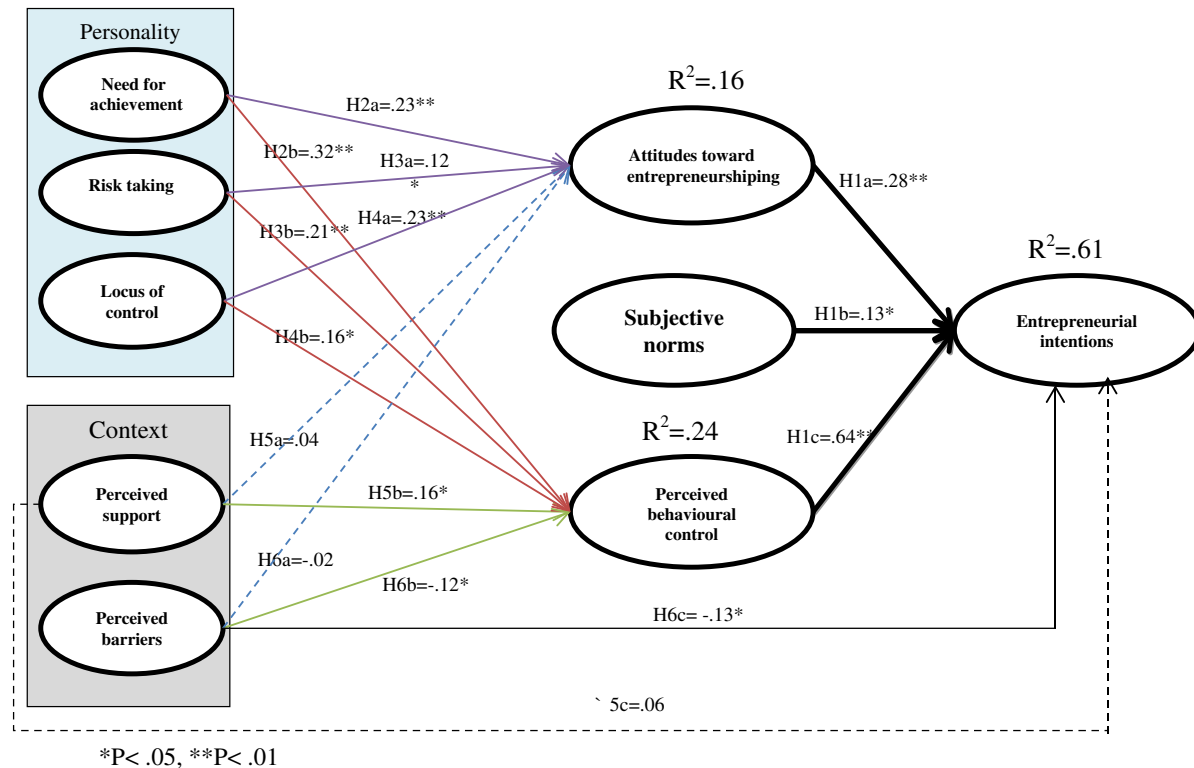 Personality
Need for
achievement
Risk taking
Locus of
control
Context
Perceived
support
Perceived
barriers
H2a=.23**
H2b=.32**
H3a=.12
*
H4a=.23**
H3b=.21**
H4b=.16*
H5a=.04
H5b=.16*
H6a=-.02
H6b=-.12*
R²=.16
Attitudes toward
entrepreneurshiping
Subjective
norms
R²=.24
Perceived
behavioural
control
H1a=.28**
H1b=.13*
H1c=.64**
R²=.61
Entrepreneurial
intentions
H6c= -.13*
` 5c=.06
*P< .05, **P< .01